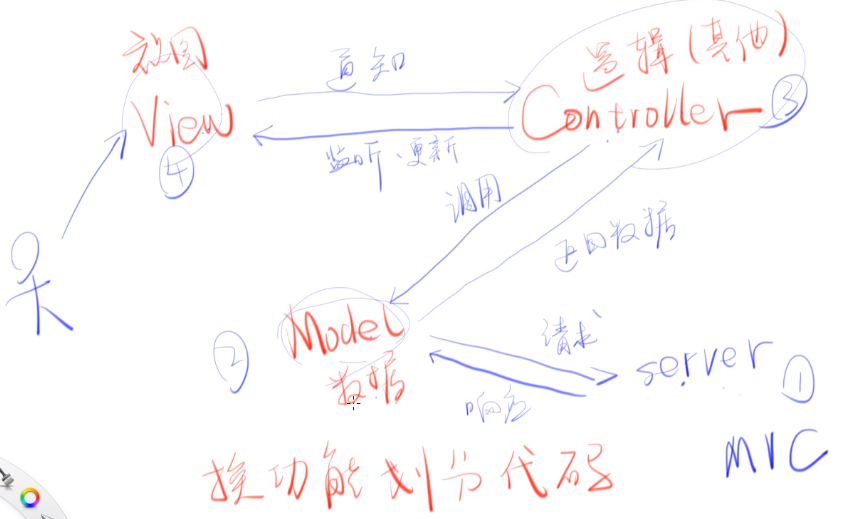 视图
View
④
通知
监听、更新
逻辑(其他)
Controller
③
调用
返回数据
Model
数据
②
请求
响应
server
①
MVC
按功能划分代码